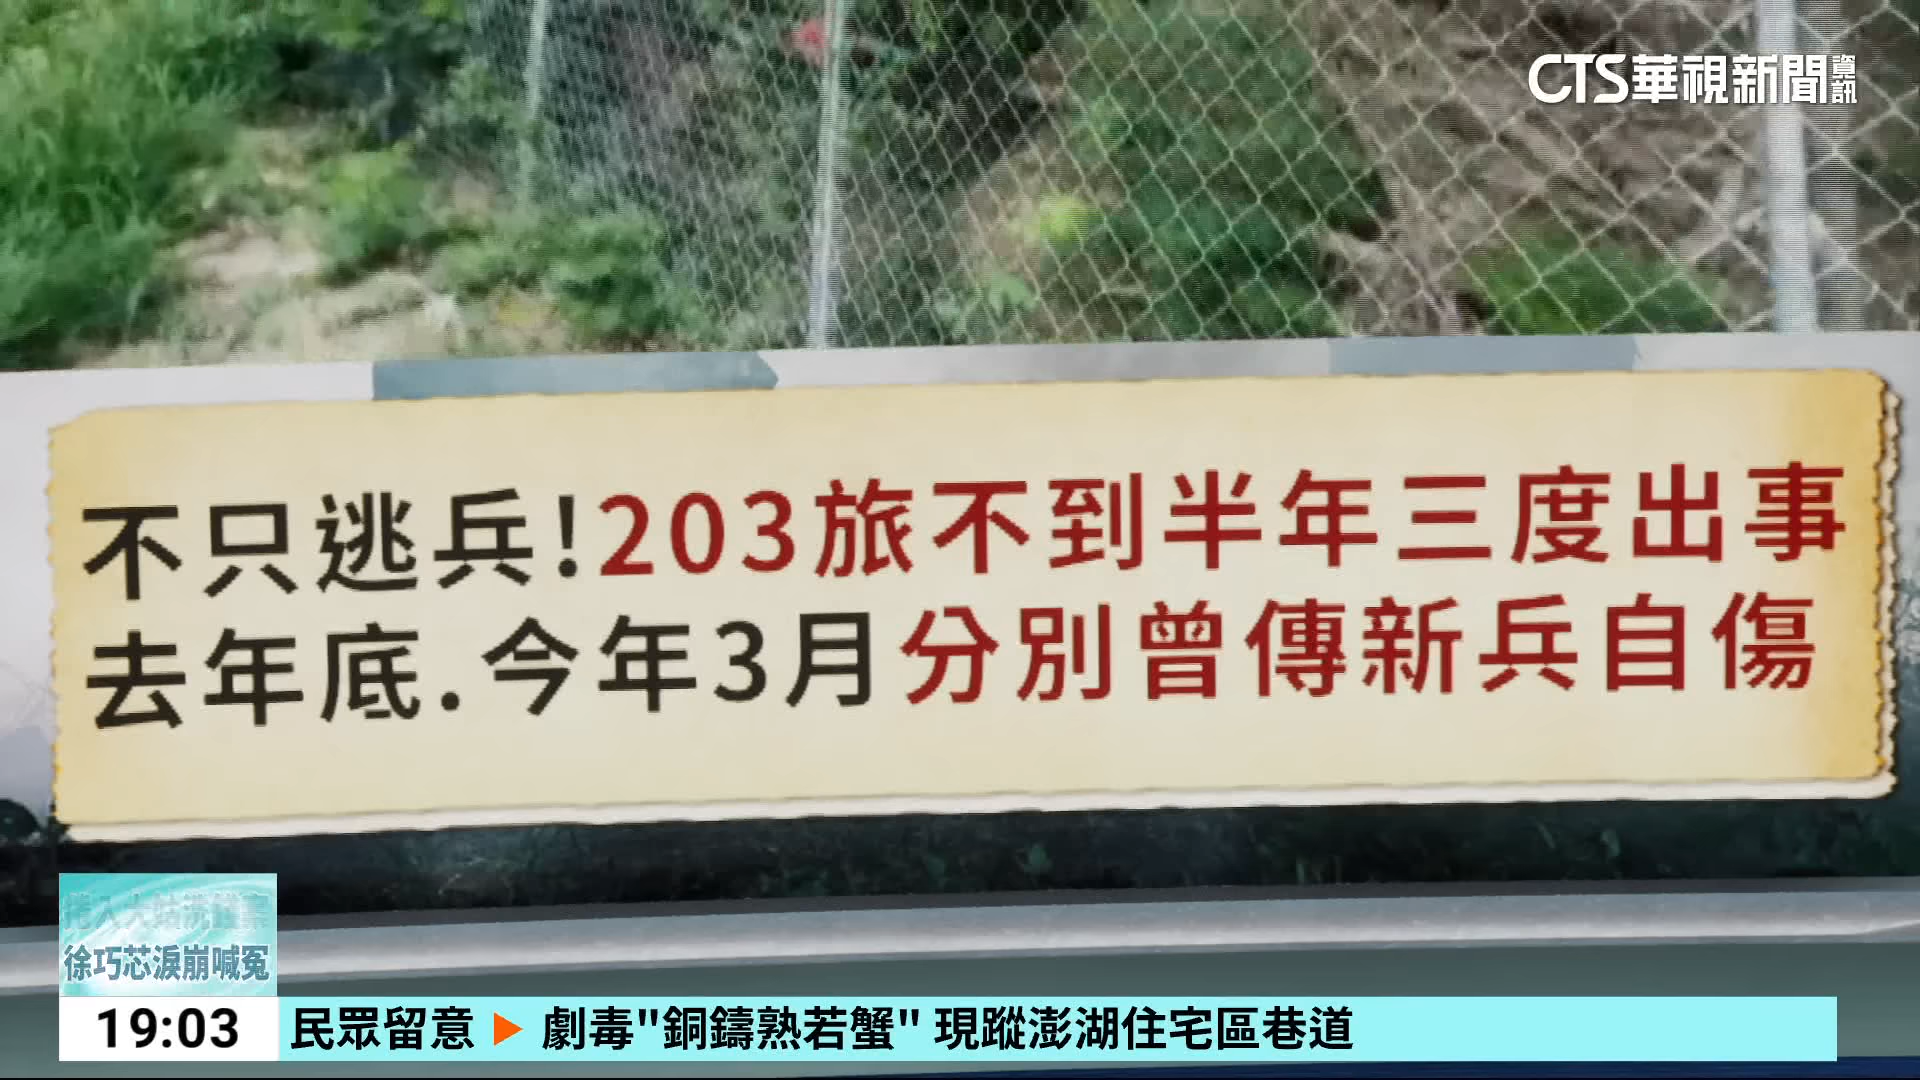 CTS華視新聞資訊
不只逃兵!203旅不到半年三度出事
去年底.今年3月分別曾傳新兵自傷
徐巧芯淚崩喊冤
19:03
民眾留意▶劇毒"銅鑄熟若蟹"現蹤澎湖住宅區巷道